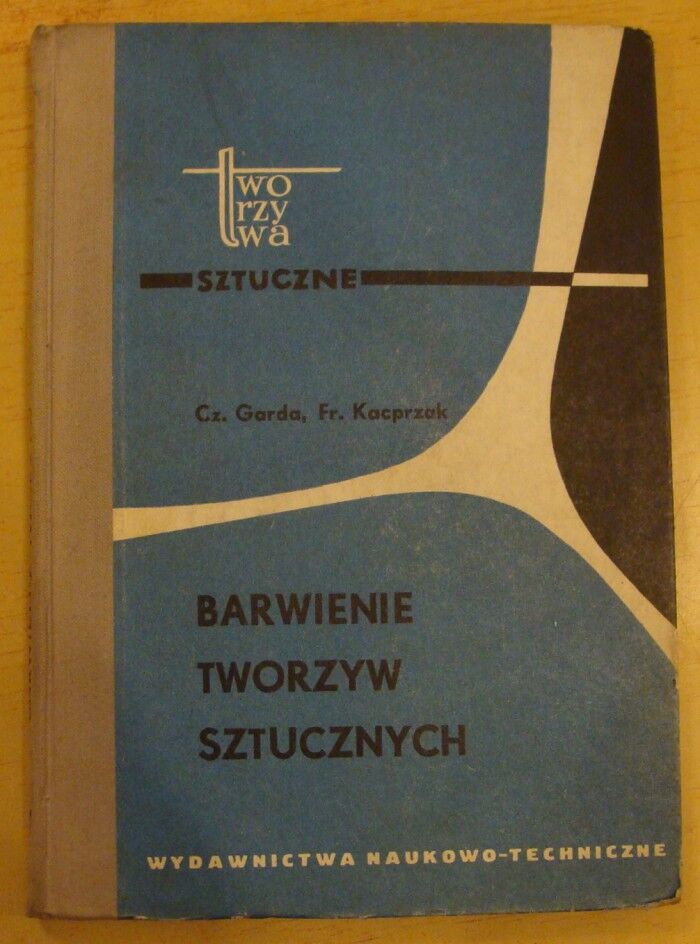 two
rzy
wa
SZTUCZNE
Cz. Garda, Fr. Kacprzak
BARWIENIE
TWORZYW
SZTUCZNYCH
WYDAWNICTWA NAUKOWO-TECHNICZNE